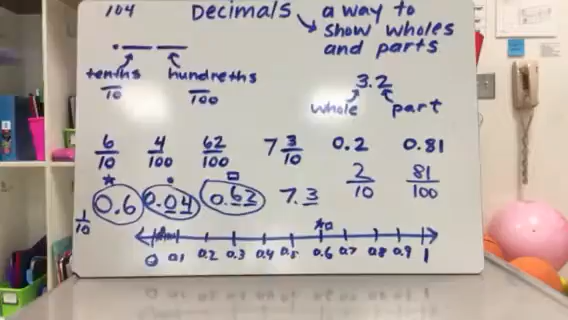 104
Decimals
a way to
show wholes
and parts
. __ __
tenths hundreths
/10 /100
3.2
whole part
6/10 4/100 62/100 7 3/10 0.2 0.81
0.6 0.04 0.62 7.3 2/10 81/100
1/10
0 0.1 0.2 0.3 0.4 0.5 0.6 0.7 0.8 0.9 1